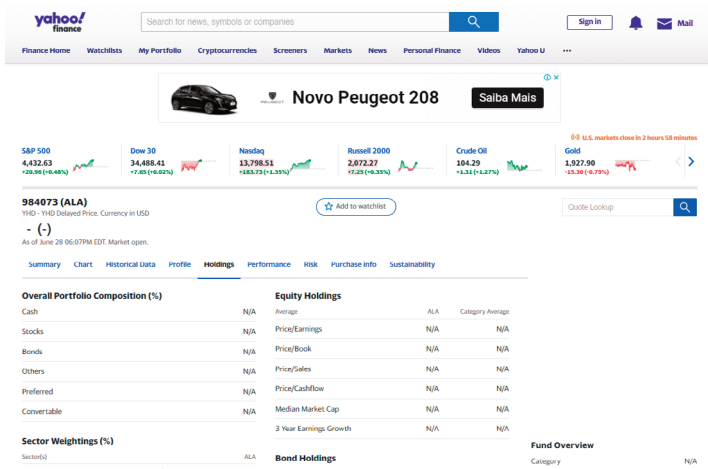 yahoo!
finance
Search for news, symbols or companies
Sign in
Mail
Finance Home Watchlists My Portfolio Cryptocurrencies Screeners Markets News Personal Finance Videos Yahoo U ...
PEUGEOT Novo Peugeot 208 Saiba Mais
U.S. markets close in 2 hours 58 minutes
S&P 500 Dow 30 Nasdaq Russell 2000 Crude Oil Gold
4,432.63 34,488.41 13,798.51 2,072.27 104.29 1,927.90
+20.96 (+0.48%) +7.65 (+0.02%) +183.73 (+1.35%) +7.25 (+0.35%) +1.31 (+1.27%) -15.30 (-0.79%)
984073 (ALA)
YHD - YHD Delayed Price. Currency in USD
Add to watchlist
Quote Lookup
- (-)
As of June 28 06:07PM EDT. Market open.
Summary Chart Historical Data Profile Holdings Performance Risk Purchase Info Sustainability
Overall Portfolio Composition (%)
Cash N/A
Stocks N/A
Bonds N/A
Others N/A
Preferred N/A
Convertable N/A
Sector Weightings (%)
Sector(s) ALA
Equity Holdings
Average ALA Category Average
Price/Earnings N/A N/A
Price/Book N/A N/A
Price/Sales N/A N/A
Price/Cashflow N/A N/A
Median Market Cap N/A N/A
3 Year Earnings Growth N/A N/A
Bond Holdings
Fund Overview
Category N/A